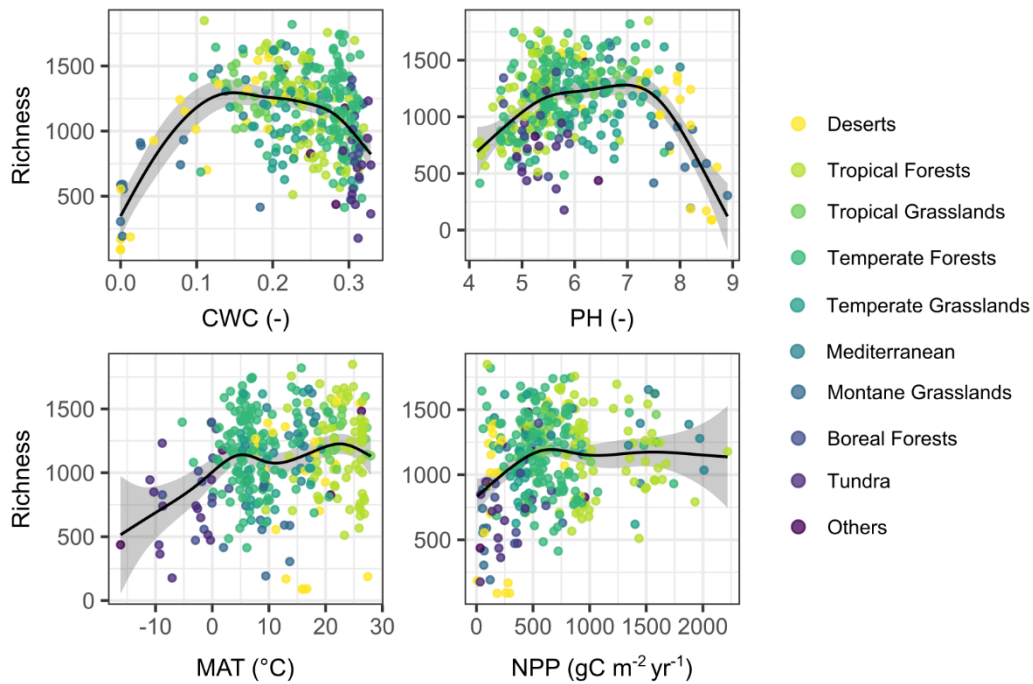 Richness
1500
1000
500
0.0
0.1
0.2
0.3
CWC (-)
1500
1000
500
0
4
5
6
7
8
9
PH (-)
Richness
1500
1000
500
0
-10
0
10
20
30
MAT (°C)
1500
1000
500
0
500
1000
1500
2000
NPP (gC m⁻² yr⁻¹)
Deserts
Tropical Forests
Tropical Grasslands
Temperate Forests
Temperate Grasslands
Mediterranean
Montane Grasslands
Boreal Forests
Tundra
Others